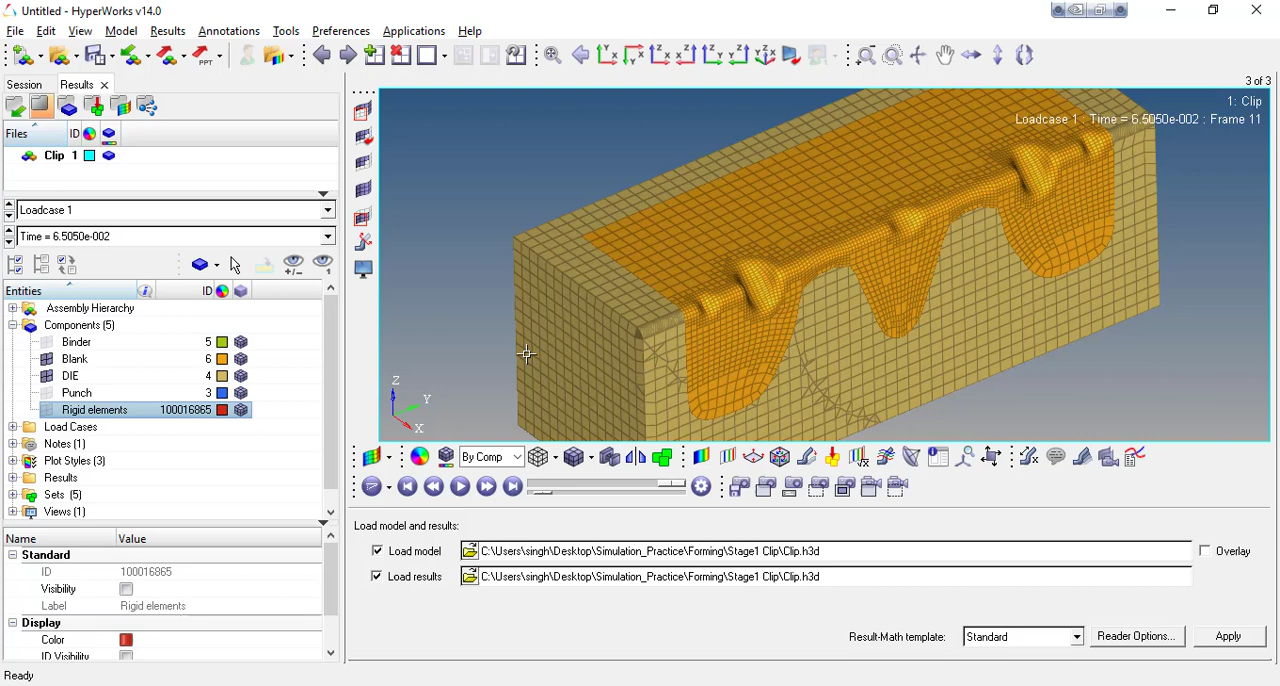 Untitled - HyperWorks v14.0
File Edit View Model Results Annotations Tools Preferences Applications Help
PPT
Session Results
3 of 3
Files ID
Clip 1
1: Clip
Loadcase 1 : Time = 6.5050e-002 : Frame 11
Loadcase 1
Time = 6.5050e-002
Entities ID
Assembly Hierarchy
Components (5)
Binder 5
Blank 6
DIE 4
Punch 3
Rigid elements 100016865
Load Cases
Notes (1)
Plot Styles (3)
Results
Sets (5)
Views (1)
Z
Y
X
By Comp
Name Value
Standard
ID 100016865
Visibility
Label Rigid elements
Display
Color
ID Visibility
Load model and results:
Load model C:\Users\singh\Desktop\Simulation_Practice\Forming\Stage1 Clip\Clip.h3d Overlay
Load results C:\Users\singh\Desktop\Simulation_Practice\Forming\Stage1 Clip\Clip.h3d
Result-Math template: Standard Reader Options... Apply
Ready